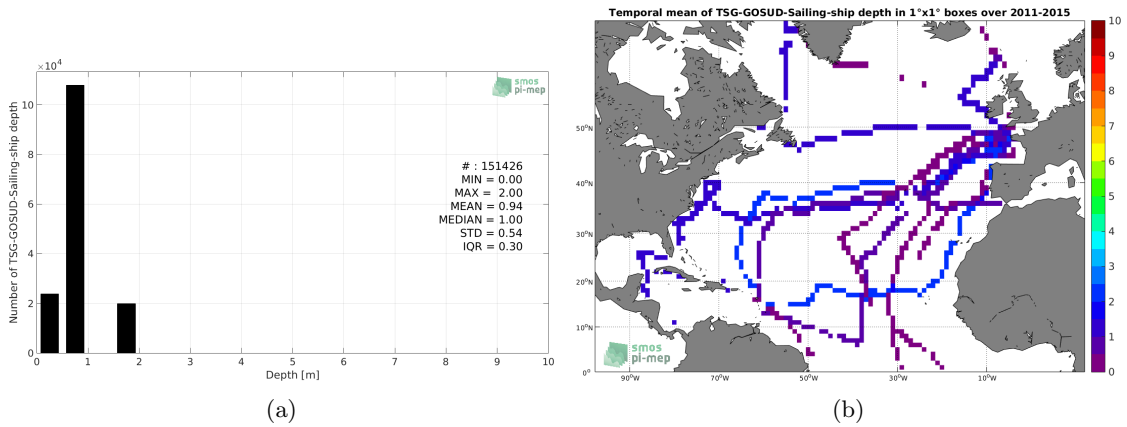 Temporal mean of TSG-GOSUD-Sailing-ship depth in 1°x1° boxes over 2011-2015
×10⁴
Number of TSG-GOSUD-Sailing-ship depth
10
8
6
4
2
0
smos
pi-mep
# : 151426
MIN = 0.00
MAX = 2.00
MEAN = 0.94
MEDIAN = 1.00
STD = 0.54
IQR = 0.30
0 1 2 3 4 5 6 7 8 9 10
Depth [m]
(a)
50°N
40°N
30°N
20°N
10°N
0°
90°W 70°W 50°W 30°W 10°W
smos
pi-mep
10
9
8
7
6
5
4
3
2
1
0
(b)